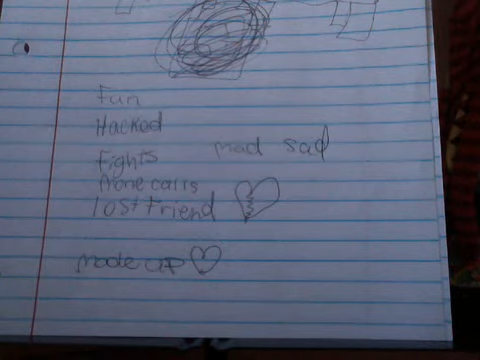 Fun
Hacked
Fights mad sad
Phone calls
lost friend
made up